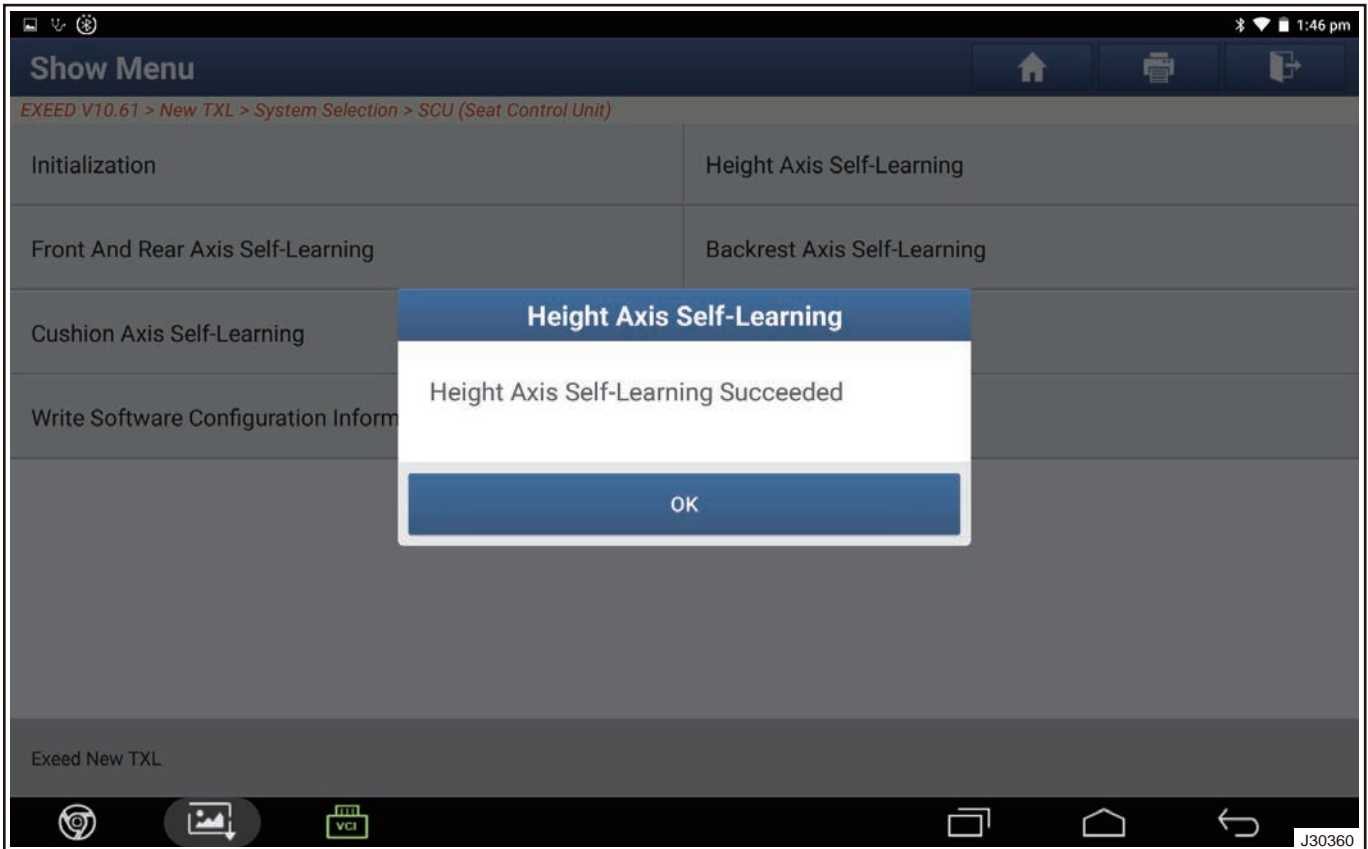 1:46 pm
Show Menu
EXEED V10.61 > New TXL > System Selection > SCU (Seat Control Unit)
Initialization
Height Axis Self-Learning
Front And Rear Axis Self-Learning
Backrest Axis Self-Learning
Cushion Axis Self-Learning
Write Software Configuration Inform
Height Axis Self-Learning
Height Axis Self-Learning Succeeded
OK
Exeed New TXL
VCI
J30360